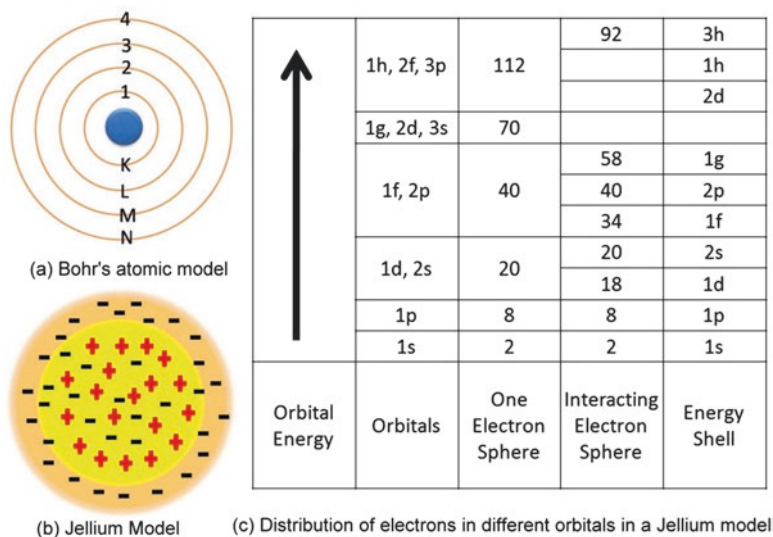 4
3
2
1
K
L
M
N
(a) Bohr's atomic model
(b) Jellium Model
92 3h
1h, 2f, 3p 112 1h
2d
1g, 2d, 3s 70
58 1g
1f, 2p 40 40 2p
34 1f
20 2s
1d, 2s 20
18 1d
1p 8 8 1p
1s 2 2 1s
Orbital Energy Orbitals One Electron Sphere Interacting Electron Sphere Energy Shell
(c) Distribution of electrons in different orbitals in a Jellium model